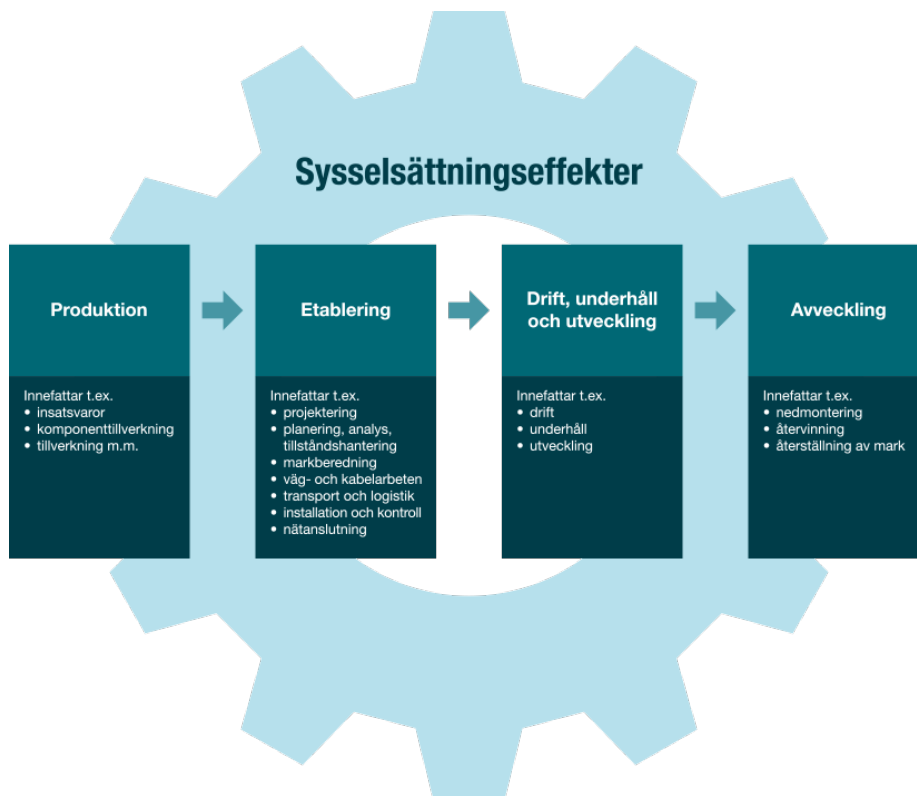 Sysselsättningseffekter
Produktion
Innefattar t.ex.
• insatsvaror
• komponenttillverkning
• tillverkning m.m.
Etablering
Innefattar t.ex.
• projektering
• planering, analys,
tillståndshantering
• markberedning
• väg- och kabelarbeten
• transport och logistik
• installation och kontroll
• nätanslutning
Drift, underhåll
och utveckling
Innefattar t.ex.
• drift
• underhåll
• utveckling
Avveckling
Innefattar t.ex.
• nedmontering
• återvinning
• återställning av mark